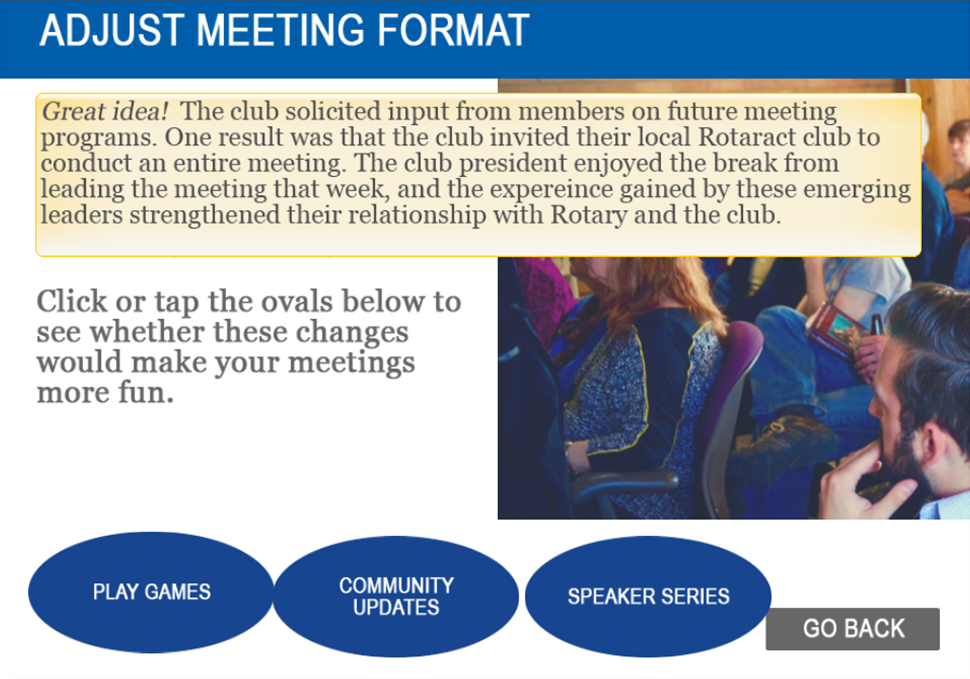 ADJUST MEETING FORMAT
Great idea! The club solicited input from members on future meeting
programs. One result was that the club invited their local Rotaract club to
conduct an entire meeting. The club president enjoyed the break from
leading the meeting that week, and the expereince gained by these emerging
leaders strengthened their relationship with Rotary and the club.
Click or tap the ovals below to
see whether these changes
would make your meetings
more fun.
PLAY GAMES
COMMUNITY
UPDATES
SPEAKER SERIES
GO BACK